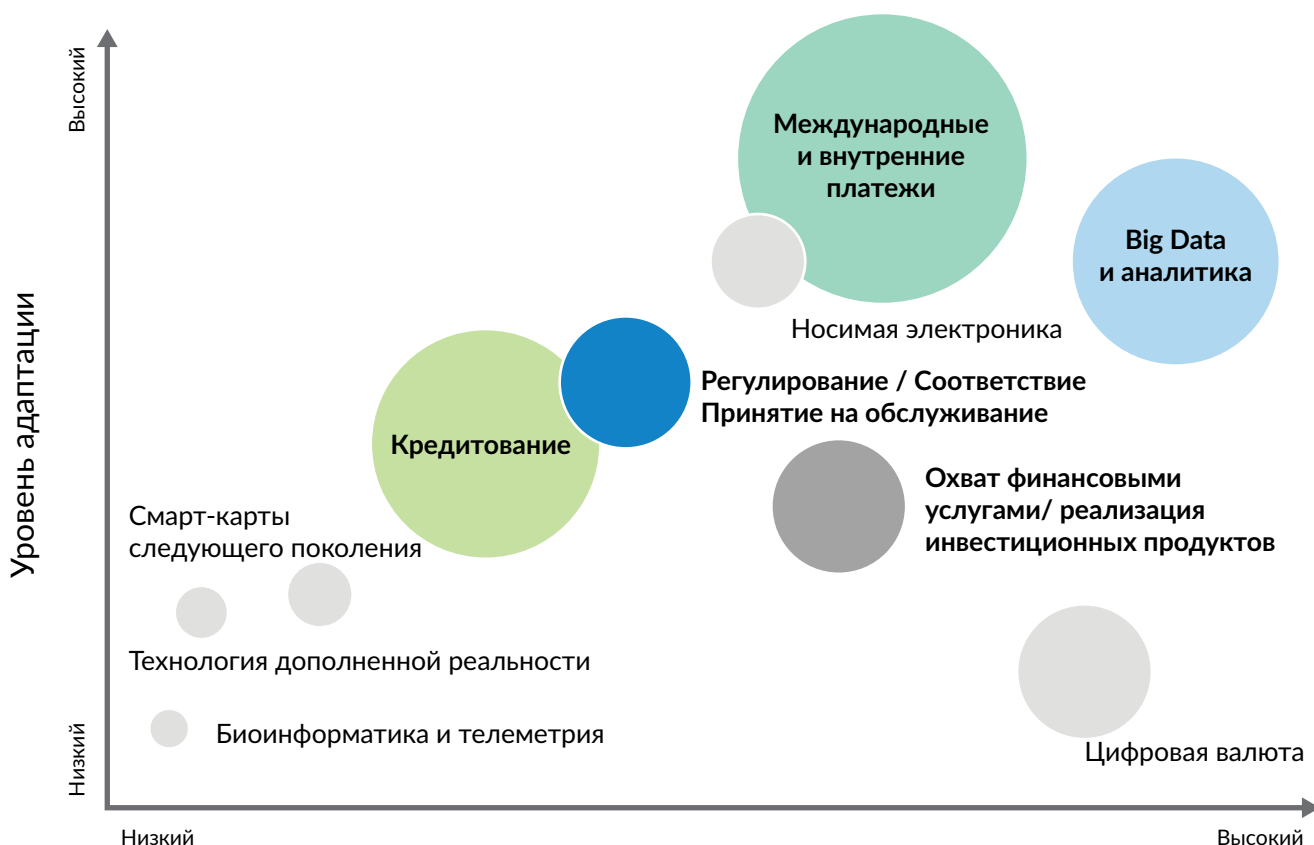 Высокий
Международные
и внутренние
платежи
Big Data
и аналитика
Носимая электроника
Регулирование / Соответствие
Принятие на обслуживание
Кредитование
Охват финансовыми
услугами/ реализация
инвестиционных продуктов
Смарт-карты
следующего поколения
Уровень адаптации
Технология дополненной реальности
Биоинформатика и телеметрия
Цифровая валюта
Низкий
Низкий
Высокий